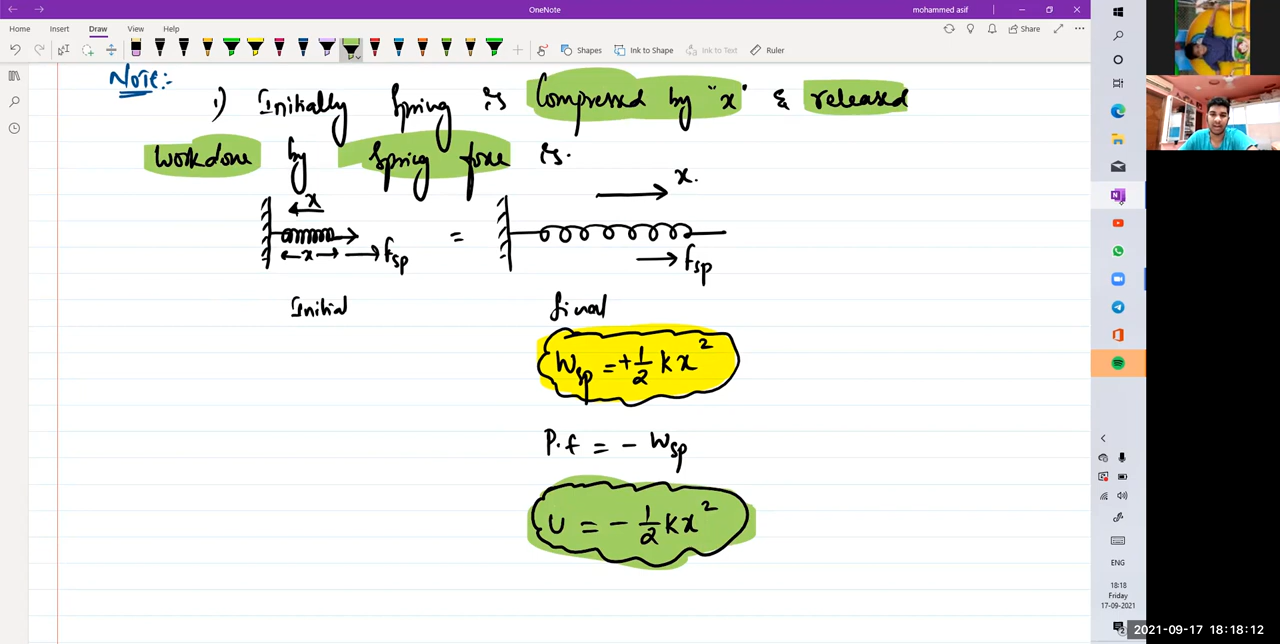 OneNote
mohammed asif
Home Insert Draw View Help
Share
Shapes Ink to Shape Ink to Text Ruler
Note:-
1) Initially Spring is Compressed by "x" & released
Workdone by Spring force is.
x x.
x fsp = fsp
Initial final
Wsp = +1/2 k x²
P.f = - Wsp
U = - 1/2 k x²
ENG
18:18
Friday
17-09-2021
2021-09-17 18:18:12